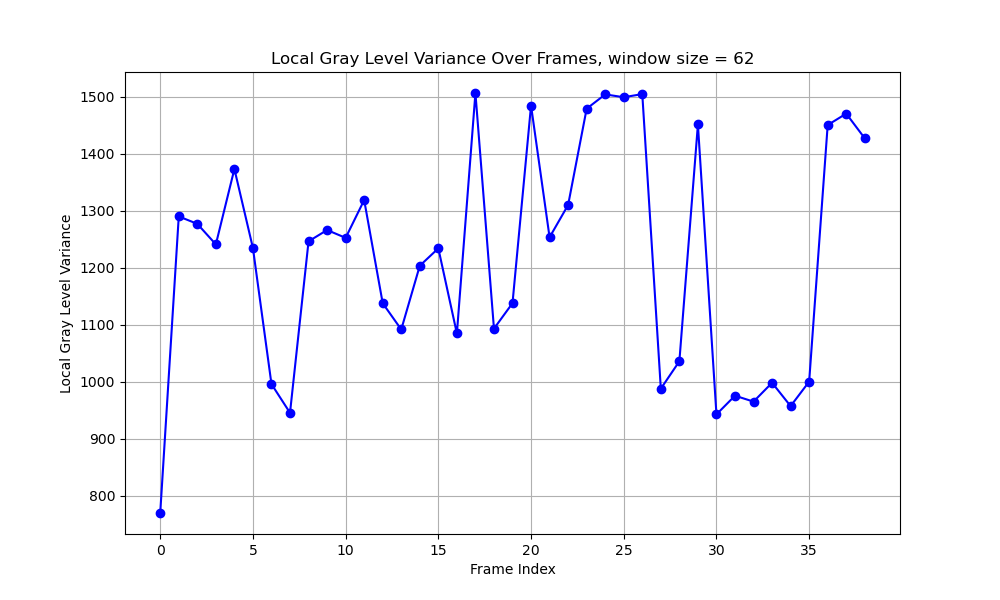 Local Gray Level Variance Over Frames, window size = 62
1500
1400
1300
1200
1100
1000
900
800
Local Gray Level Variance
0 5 10 15 20 25 30 35
Frame Index